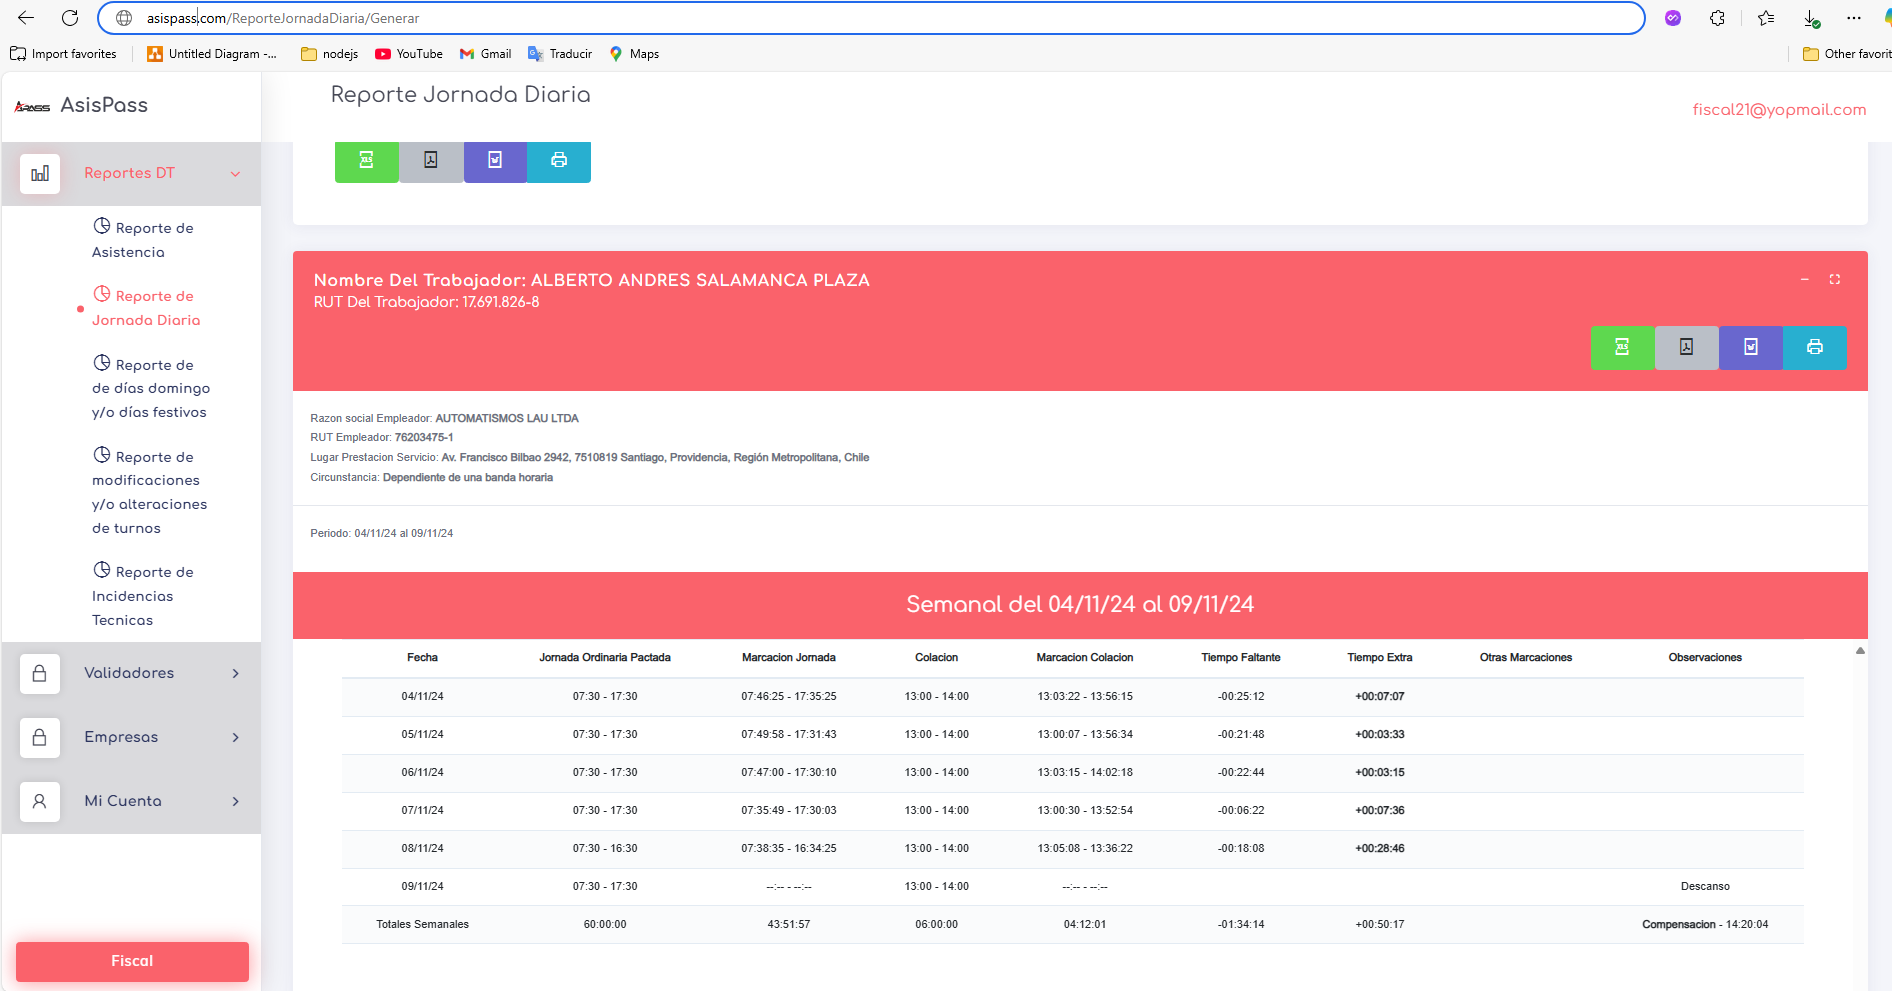 asispass.com/ReporteJornadaDiaria/Generar
Import favorites
Untitled Diagram -...
nodejs
YouTube
Gmail
Traducir
Maps
Other favorit
AsisPass
Reporte Jornada Diaria
fiscal21@yopmail.com
Reportes DT
Reporte de
Asistencia
Reporte de
Jornada Diaria
Reporte de
de días domingo
y/o días festivos
Reporte de
modificaciones
y/o alteraciones
de turnos
Reporte de
Incidencias
Tecnicas
Validadores
Empresas
Mi Cuenta
Fiscal
XLS
Nombre Del Trabajador: ALBERTO ANDRES SALAMANCA PLAZA
RUT Del Trabajador: 17.691.826-8
XLS
Razon social Empleador: AUTOMATISMOS LAU LTDA
RUT Empleador: 76203475-1
Lugar Prestacion Servicio: Av. Francisco Bilbao 2942, 7510819 Santiago, Providencia, Región Metropolitana, Chile
Circunstancia: Dependiente de una banda horaria
Periodo: 04/11/24 al 09/11/24
Semanal del 04/11/24 al 09/11/24
Fecha Jornada Ordinaria Pactada Marcacion Jornada Colacion Marcacion Colacion Tiempo Faltante Tiempo Extra Otras Marcaciones Observaciones
04/11/24 07:30 - 17:30 07:46:25 - 17:35:25 13:00 - 14:00 13:03:22 - 13:56:15 -00:25:12 +00:07:07
05/11/24 07:30 - 17:30 07:49:58 - 17:31:43 13:00 - 14:00 13:00:07 - 13:56:34 -00:21:48 +00:03:33
06/11/24 07:30 - 17:30 07:47:00 - 17:30:10 13:00 - 14:00 13:03:15 - 14:02:18 -00:22:44 +00:03:15
07/11/24 07:30 - 17:30 07:35:49 - 17:30:03 13:00 - 14:00 13:00:30 - 13:52:54 -00:06:22 +00:07:36
08/11/24 07:30 - 16:30 07:38:35 - 16:34:25 13:00 - 14:00 13:05:08 - 13:36:22 -00:18:08 +00:28:46
09/11/24 07:30 - 17:30 --:-- - --:-- 13:00 - 14:00 --:-- - --:-- Descanso
Totales Semanales 60:00:00 43:51:57 06:00:00 04:12:01 -01:34:14 +00:50:17 Compensacion - 14:20:04